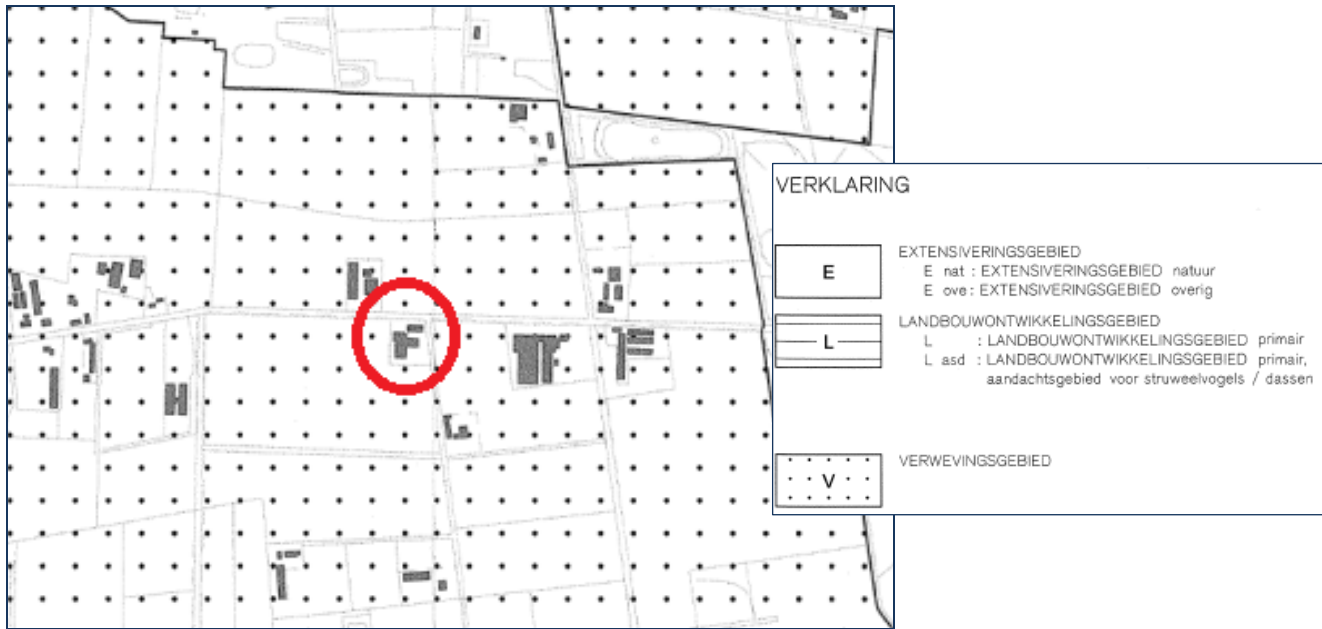 VERKLARING
E
EXTENSIVERINGSGEBIED
E nat : EXTENSIVERINGSGEBIED natuur
E ove : EXTENSIVERINGSGEBIED overig
L
LANDBOUWONTWIKKELINGSGEBIED
L : LANDBOUWONTWIKKELINGSGEBIED primair
L asd : LANDBOUWONTWIKKELINGSGEBIED primair,
aandachtsgebied voor struweelvogels / dassen
V
VERWEVINGSGEBIED